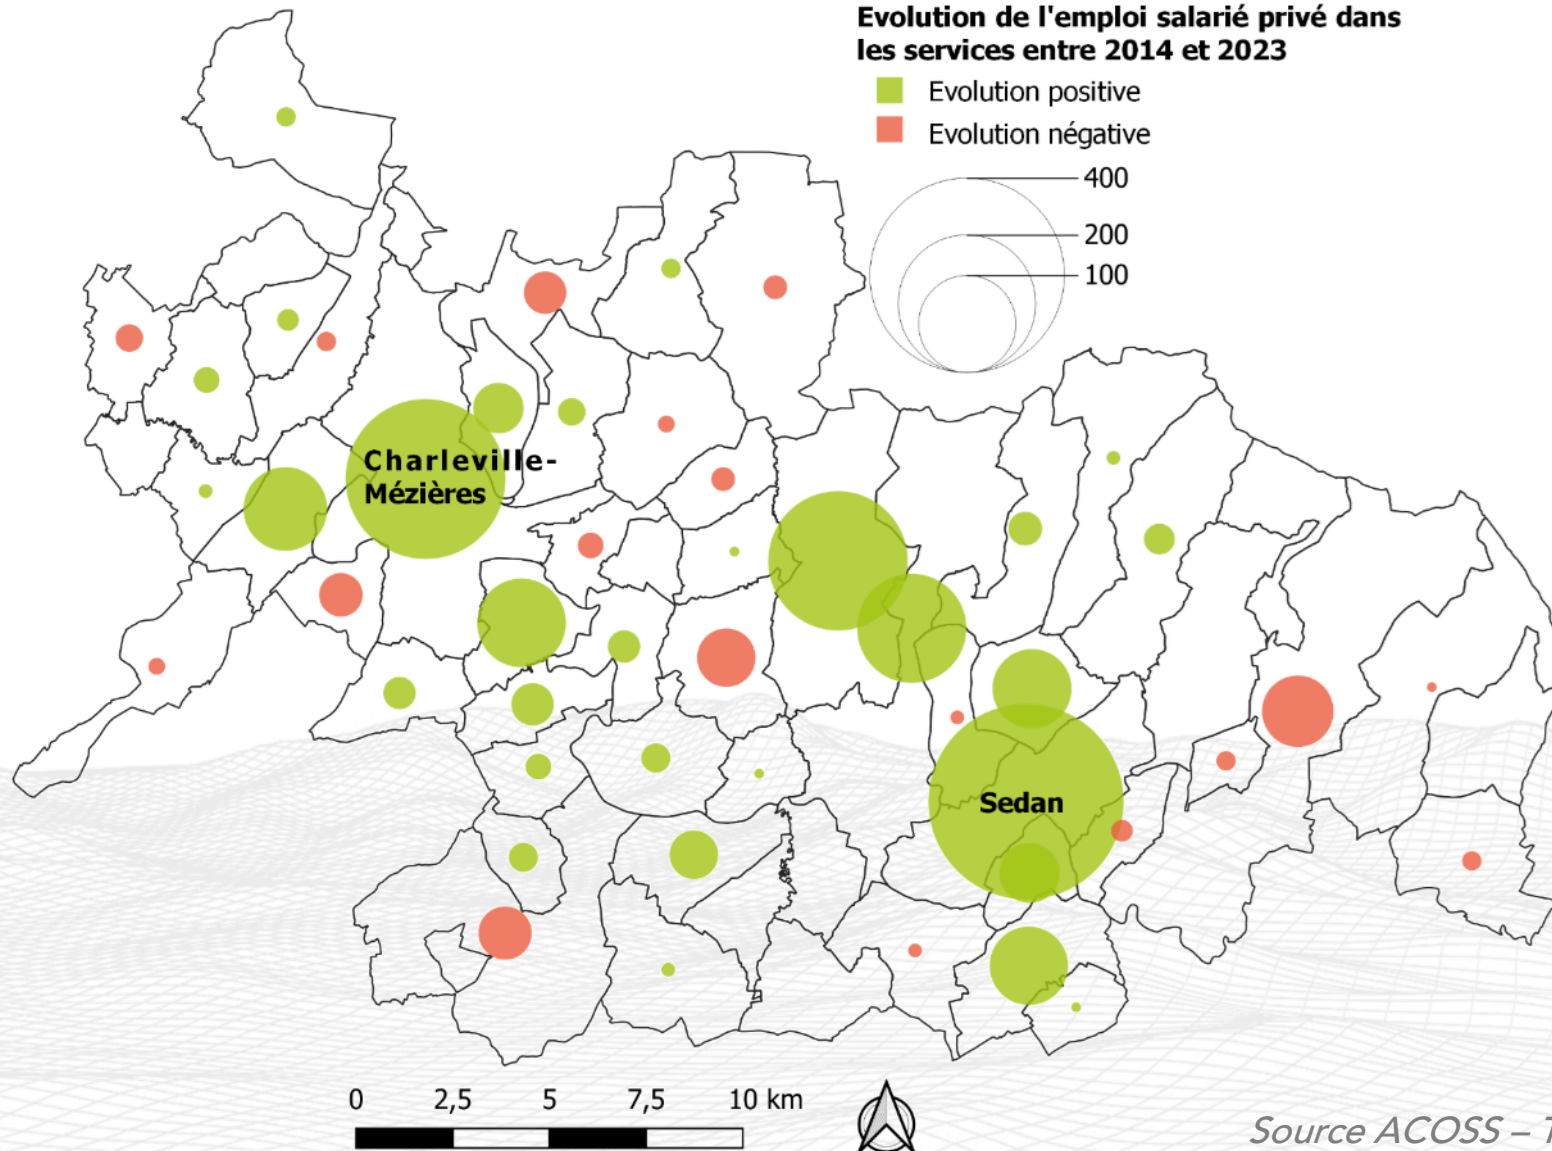 Evolution de l'emploi salarié privé dans
les services entre 2014 et 2023
Evolution positive
Evolution négative
400
200
100
Charleville-
Mézières
Sedan
0 2,5 5 7,5 10 km
Source ACOSS –